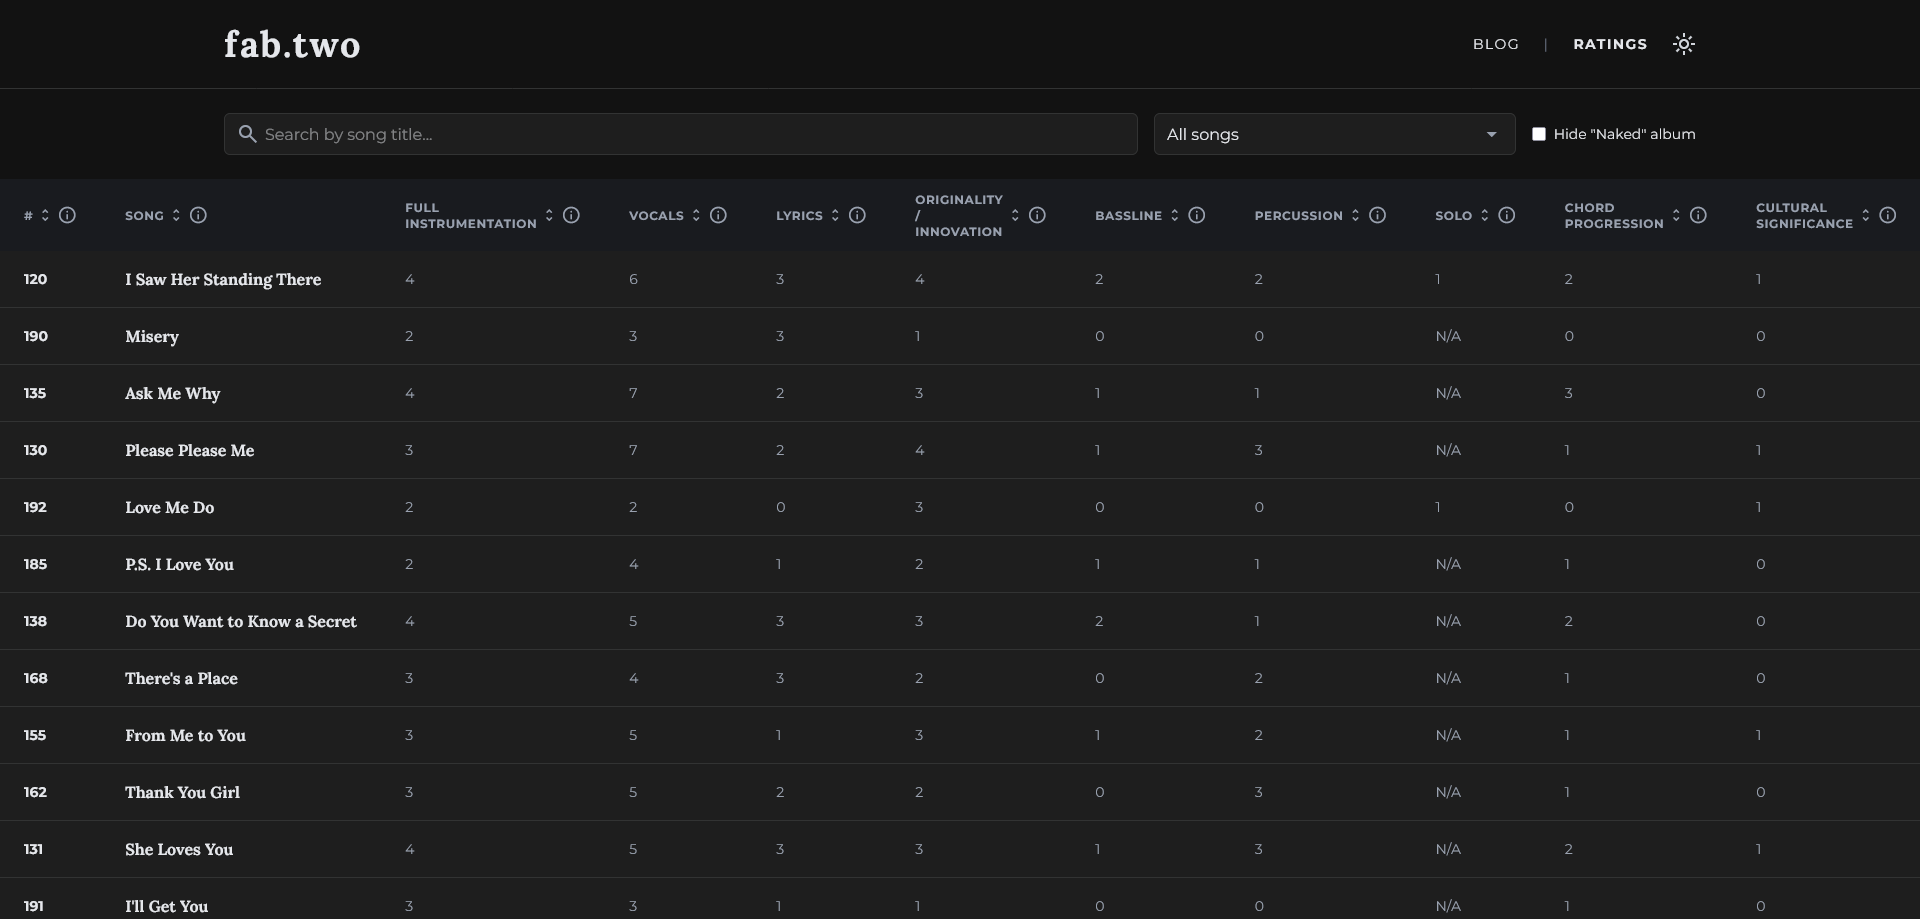 fab.two
BLOG | RATINGS
Search by song title...
All songs
Hide "Naked" album
# SONG FULL INSTRUMENTATION VOCALS LYRICS ORIGINALITY / INNOVATION BASSLINE PERCUSSION SOLO CHORD PROGRESSION CULTURAL SIGNIFICANCE
120 I Saw Her Standing There 4 6 3 4 2 2 1 2 1
190 Misery 2 3 3 1 0 0 N/A 0 0
135 Ask Me Why 4 7 2 3 1 1 N/A 3 0
130 Please Please Me 3 7 2 4 1 3 N/A 1 1
192 Love Me Do 2 2 0 3 0 0 1 0 1
185 P.S. I Love You 2 4 1 2 1 1 N/A 1 0
138 Do You Want to Know a Secret 4 5 3 3 2 1 N/A 2 0
168 There's a Place 3 4 3 2 0 2 N/A 1 0
155 From Me to You 3 5 1 3 1 2 N/A 1 1
162 Thank You Girl 3 5 2 2 0 3 N/A 1 0
131 She Loves You 4 5 3 3 1 3 N/A 2 1
191 I'll Get You 3 3 1 1 0 0 N/A 1 0